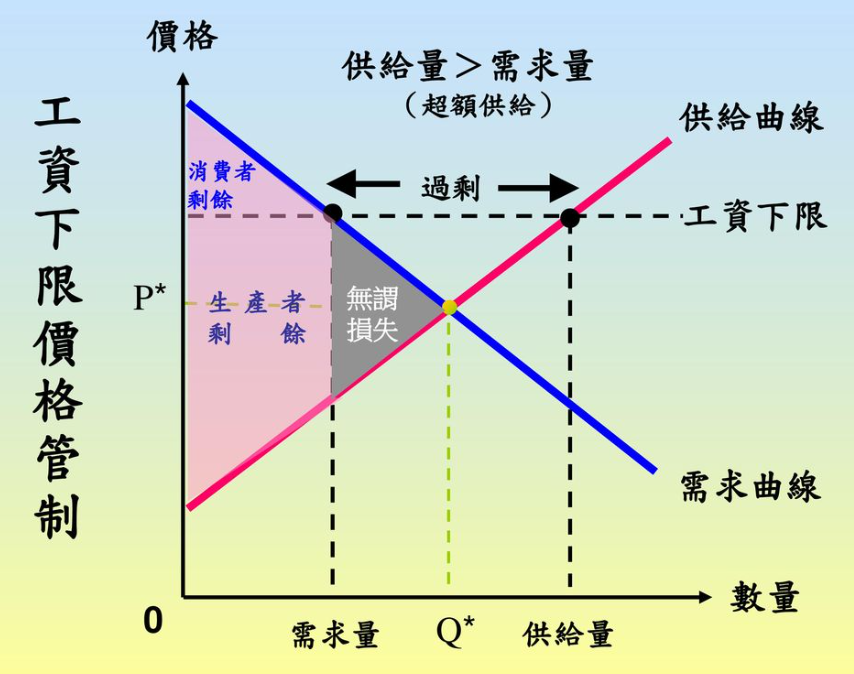 工資下限價格管制
價格
供給量＞需求量
（超額供給）
供給曲線
消費者
剩餘
過剩
工資下限
P*
生產者
剩餘
無謂
損失
需求曲線
0
數量
需求量
Q*
供給量